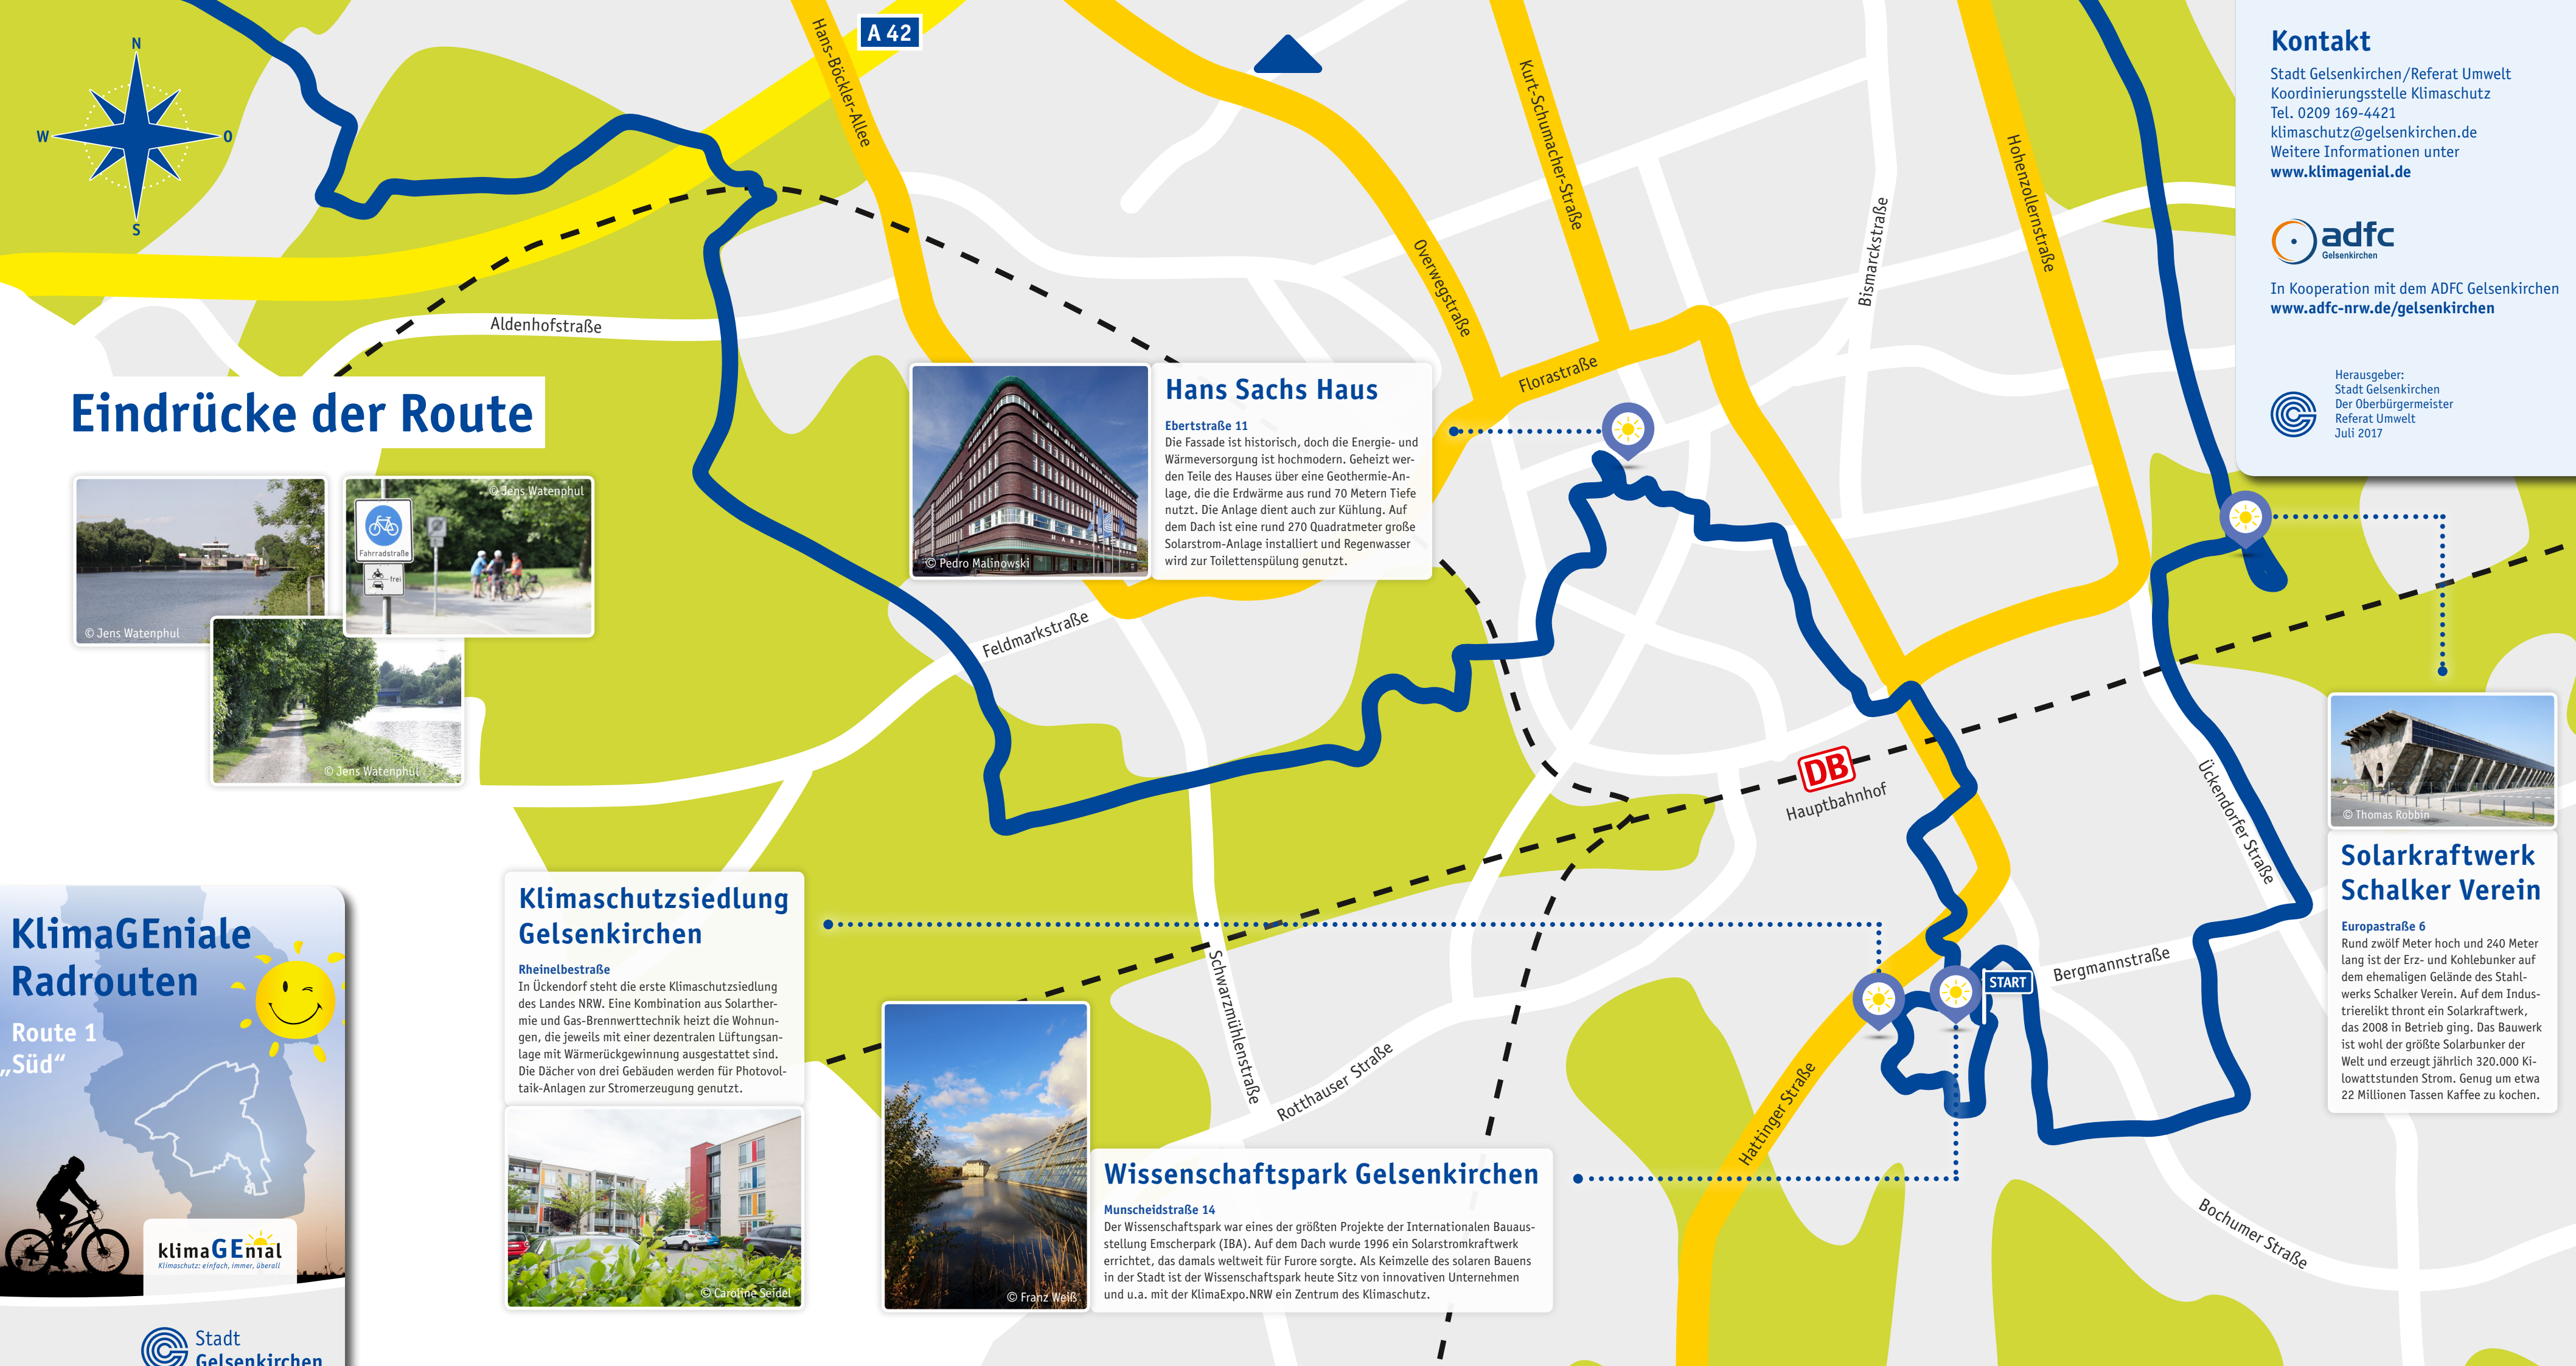 N
W
O
S
A 42
Hans-Böckler-Allee
Kurt-Schumacher-Straße
Overwegstraße
Bismarckstraße
Hohenzollernstraße
Florastraße
Aldenhofstraße
Feldmarkstraße
Schwarzmühlenstraße
Rotthauser Straße
Hattinger Straße
Bergmannstraße
Ückendorfer Straße
Bochumer Straße
DB
Hauptbahnhof
START
Kontakt
Stadt Gelsenkirchen/Referat Umwelt
Koordinierungsstelle Klimaschutz
Tel. 0209 169-4421
klimaschutz@gelsenkirchen.de
Weitere Informationen unter
www.klimagenial.de
adfc
Gelsenkirchen
In Kooperation mit dem ADFC Gelsenkirchen
www.adfc-nrw.de/gelsenkirchen
Herausgeber:
Stadt Gelsenkirchen
Der Oberbürgermeister
Referat Umwelt
Juli 2017
Eindrücke der Route
© Jens Watenphul
© Jens Watenphul
Fahrradstraße
frei
© Jens Watenphul
Hans Sachs Haus
Ebertstraße 11
Die Fassade ist historisch, doch die Energie- und
Wärmeversorgung ist hochmodern. Geheizt wer-
den Teile des Hauses über eine Geothermie-An-
lage, die die Erdwärme aus rund 70 Metern Tiefe
nutzt. Die Anlage dient auch zur Kühlung. Auf
dem Dach ist eine rund 270 Quadratmeter große
Solarstrom-Anlage installiert und Regenwasser
wird zur Toilettenspülung genutzt.
© Pedro Malinowski
Klimaschutzsiedlung
Gelsenkirchen
Rheinelbestraße
In Ückendorf steht die erste Klimaschutzsiedlung
des Landes NRW. Eine Kombination aus Solarther-
mie und Gas-Brennwerttechnik heizt die Wohnun-
gen, die jeweils mit einer dezentralen Lüftungsan-
lage mit Wärmerückgewinnung ausgestattet sind.
Die Dächer von drei Gebäuden werden für Photovol-
taik-Anlagen zur Stromerzeugung genutzt.
© Caroline Seidel
© Franz Weiß
Wissenschaftspark Gelsenkirchen
Munscheidstraße 14
Der Wissenschaftspark war eines der größten Projekte der Internationalen Bauaus-
stellung Emscherpark (IBA). Auf dem Dach wurde 1996 ein Solarstromkraftwerk
errichtet, das damals weltweit für Furore sorgte. Als Keimzelle des solaren Bauens
in der Stadt ist der Wissenschaftspark heute Sitz von innovativen Unternehmen
und u.a. mit der KlimaExpo.NRW ein Zentrum des Klimaschutz.
© Thomas Robbin
Solarkraftwerk
Schalker Verein
Europastraße 6
Rund zwölf Meter hoch und 240 Meter
lang ist der Erz- und Kohlebunker auf
dem ehemaligen Gelände des Stahl-
werks Schalker Verein. Auf dem Indus-
trierelikt thront ein Solarkraftwerk,
das 2008 in Betrieb ging. Das Bauwerk
ist wohl der größte Solarbunker der
Welt und erzeugt jährlich 320.000 Ki-
lowattstunden Strom. Genug um etwa
22 Millionen Tassen Kaffee zu kochen.
KlimaGEniale
Radrouten
Route 1
„Süd“
klimaGEnial
Klimaschutz: einfach, immer, überall
Stadt
Gelsenkirchen